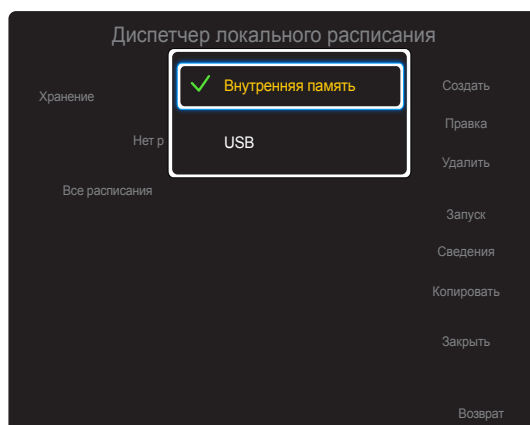 Диспетчер локального расписания
Хранение
Внутренняя память
USB
Нет р
Все расписания
Создать
Правка
Удалить
Запуск
Сведения
Копировать
Закрыть
Возврат